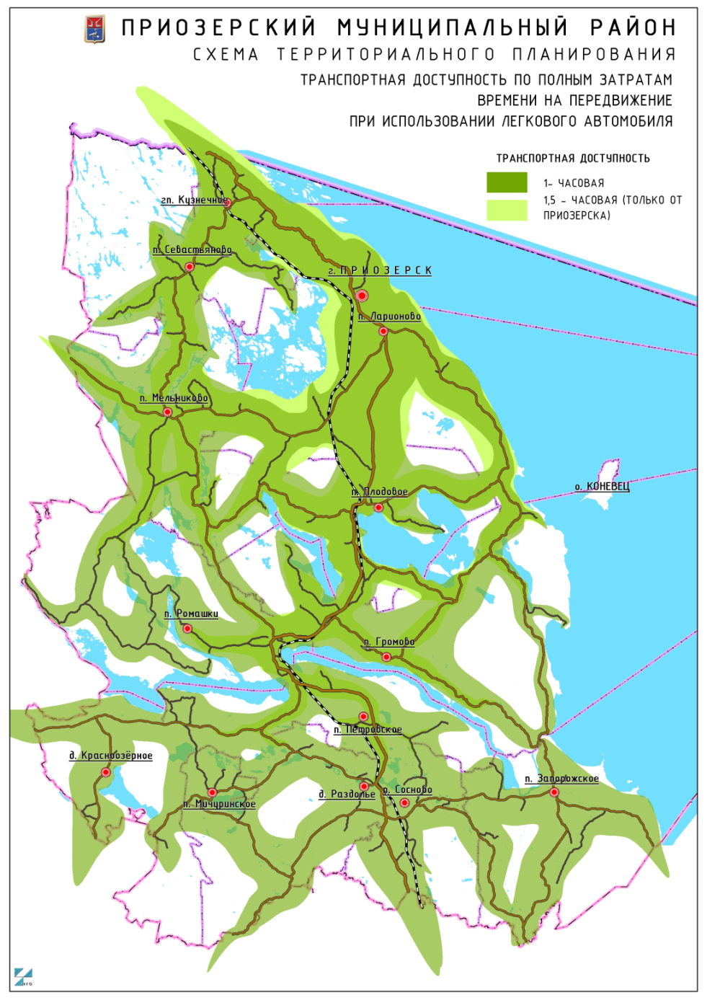 ПРИОЗЕРСКИЙ МУНИЦИПАЛЬНЫЙ РАЙОН
СХЕМА ТЕРРИТОРИАЛЬНОГО ПЛАНИРОВАНИЯ
ТРАНСПОРТНАЯ ДОСТУПНОСТЬ ПО ПОЛНЫМ ЗАТРАТАМ
ВРЕМЕНИ НА ПЕРЕДВИЖЕНИЕ
ПРИ ИСПОЛЬЗОВАНИИ ЛЕГКОВОГО АВТОМОБИЛЯ
ТРАНСПОРТНАЯ ДОСТУПНОСТЬ
1- ЧАСОВАЯ
1,5 - ЧАСОВАЯ (ТОЛЬКО ОТ
ПРИОЗЕРСКА)
гп. Кузнечное
п. Севастьяново
г. ПРИОЗЕРСК
п. Ларионово
п. Мельниково
о. КОНЕВЕЦ
п. Плодовое
п. Ромашки
п. Громово
п. Петровское
д. Красноозёрное
п. Запорожское
д. Раздолье
п. Сосново
п. Мичуринское